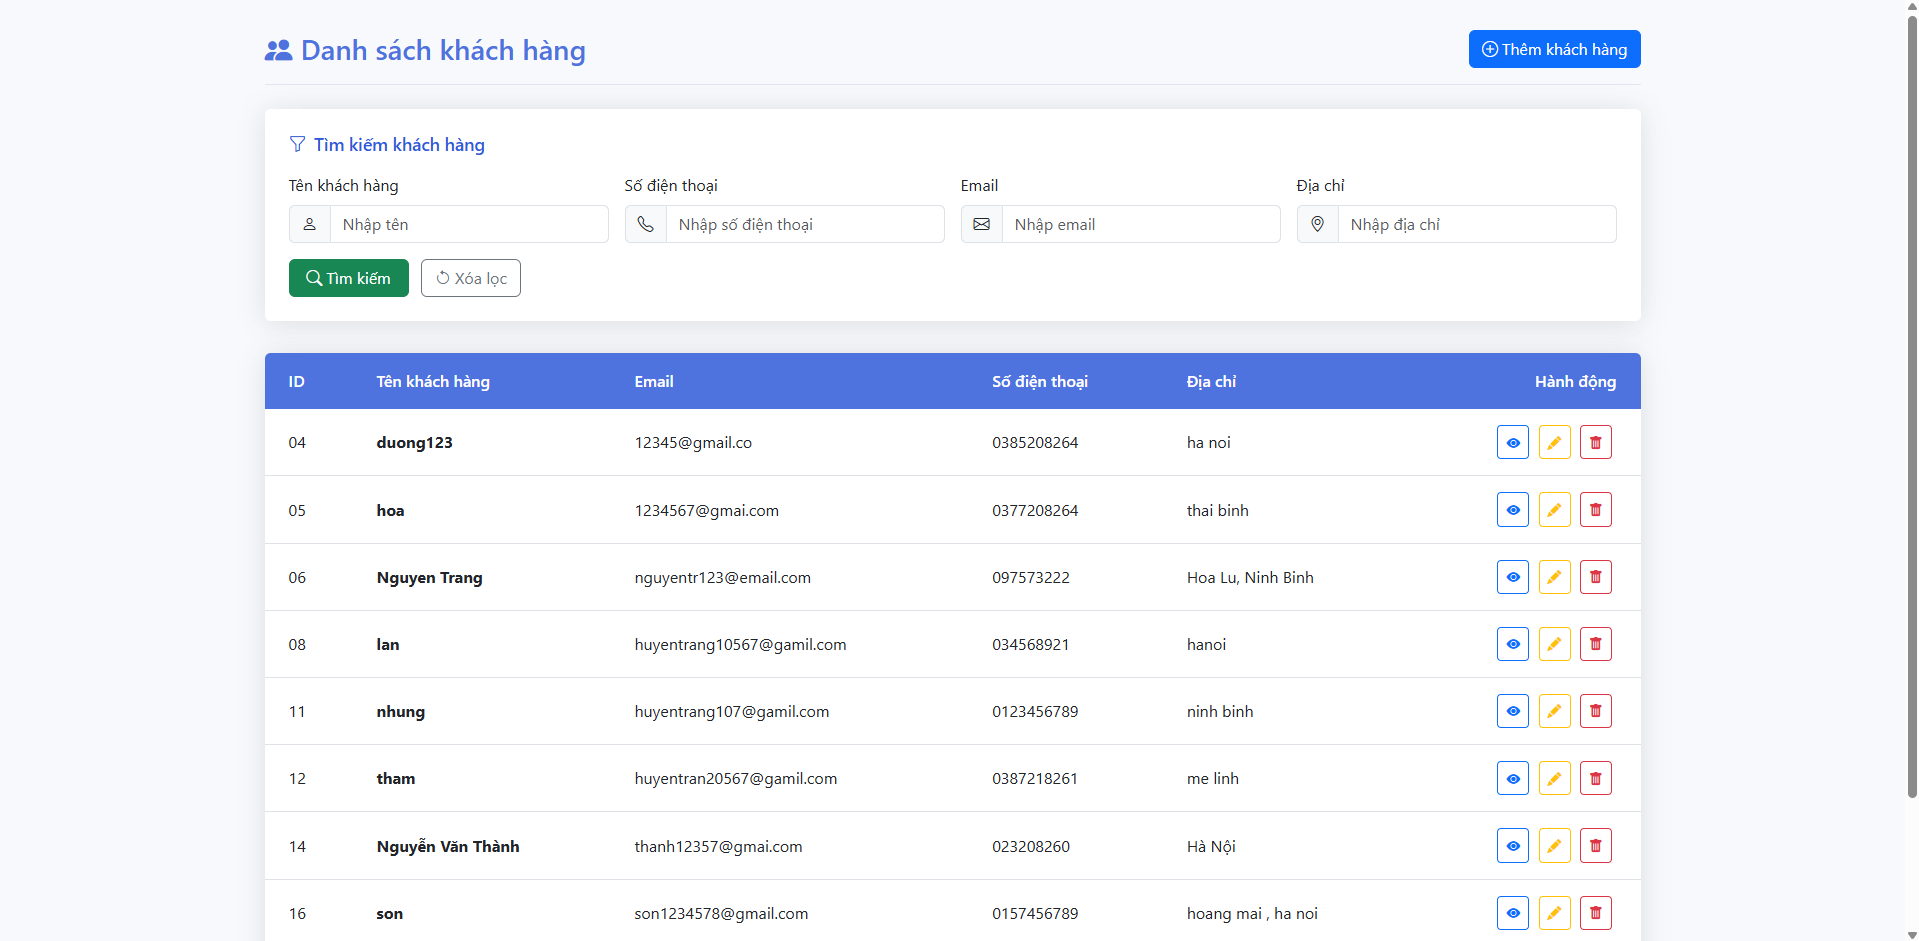 Danh sách khách hàng
Thêm khách hàng
Tìm kiếm khách hàng
Tên khách hàng Số điện thoại Email Địa chỉ
Nhập tên Nhập số điện thoại Nhập email Nhập địa chỉ
Tìm kiếm Xóa lọc
ID Tên khách hàng Email Số điện thoại Địa chỉ Hành động
04 duong123 12345@gmail.co 0385208264 ha noi
05 hoa 1234567@gmai.com 0377208264 thai binh
06 Nguyen Trang nguyentr123@email.com 097573222 Hoa Lu, Ninh Binh
08 lan huyentrang10567@gamil.com 034568921 hanoi
11 nhung huyentrang107@gamil.com 0123456789 ninh binh
12 tham huyentran20567@gamil.com 0387218261 me linh
14 Nguyễn Văn Thành thanh12357@gmai.com 023208260 Hà Nội
16 son son1234578@gmail.com 0157456789 hoang mai , ha noi